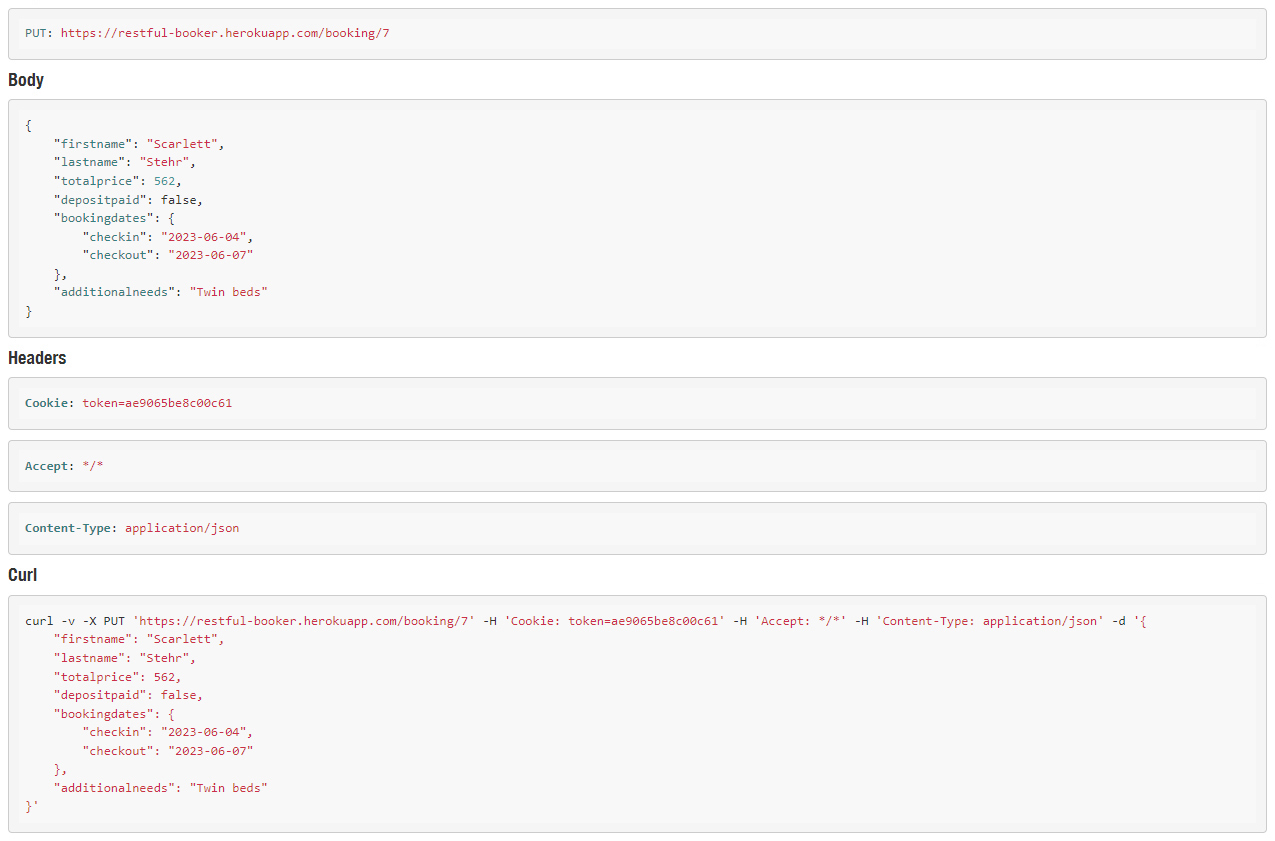 PUT: https://restful-booker.herokuapp.com/booking/7
Body
{
    "firstname": "Scarlett",
    "lastname": "Stehr",
    "totalprice": 562,
    "depositpaid": false,
    "bookingdates": {
        "checkin": "2023-06-04",
        "checkout": "2023-06-07"
    },
    "additionalneeds": "Twin beds"
}
Headers
Cookie: token=ae9065be8c00c61
Accept: */*
Content-Type: application/json
Curl
curl -v -X PUT 'https://restful-booker.herokuapp.com/booking/7' -H 'Cookie: token=ae9065be8c00c61' -H 'Accept: */*' -H 'Content-Type: application/json' -d '{
    "firstname": "Scarlett",
    "lastname": "Stehr",
    "totalprice": 562,
    "depositpaid": false,
    "bookingdates": {
        "checkin": "2023-06-04",
        "checkout": "2023-06-07"
    },
    "additionalneeds": "Twin beds"
}'